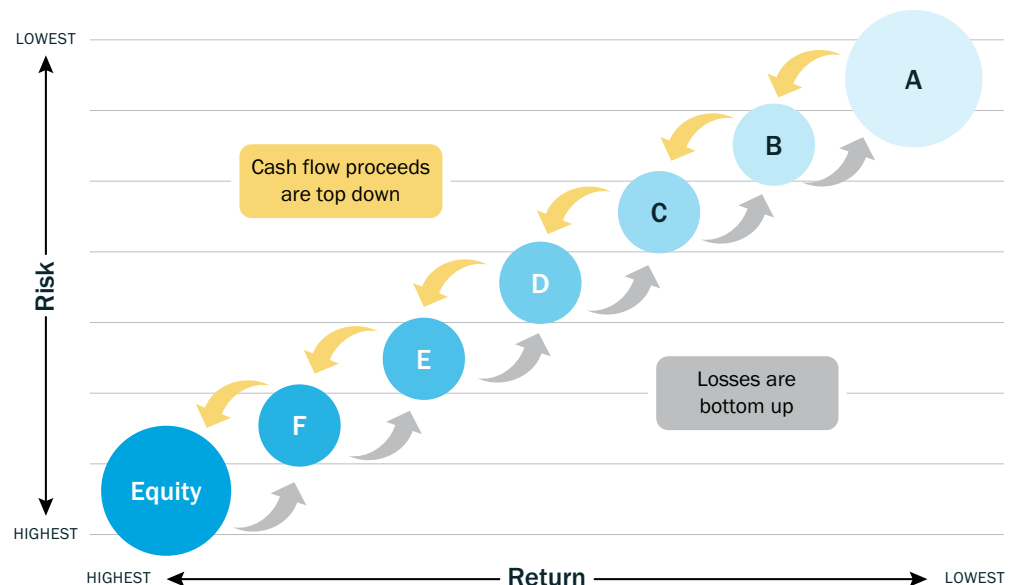 LOWEST
A
B
Cash flow proceeds
are top down
C
D
Risk
E
Losses are
bottom up
F
Equity
HIGHEST
HIGHEST
Return
LOWEST